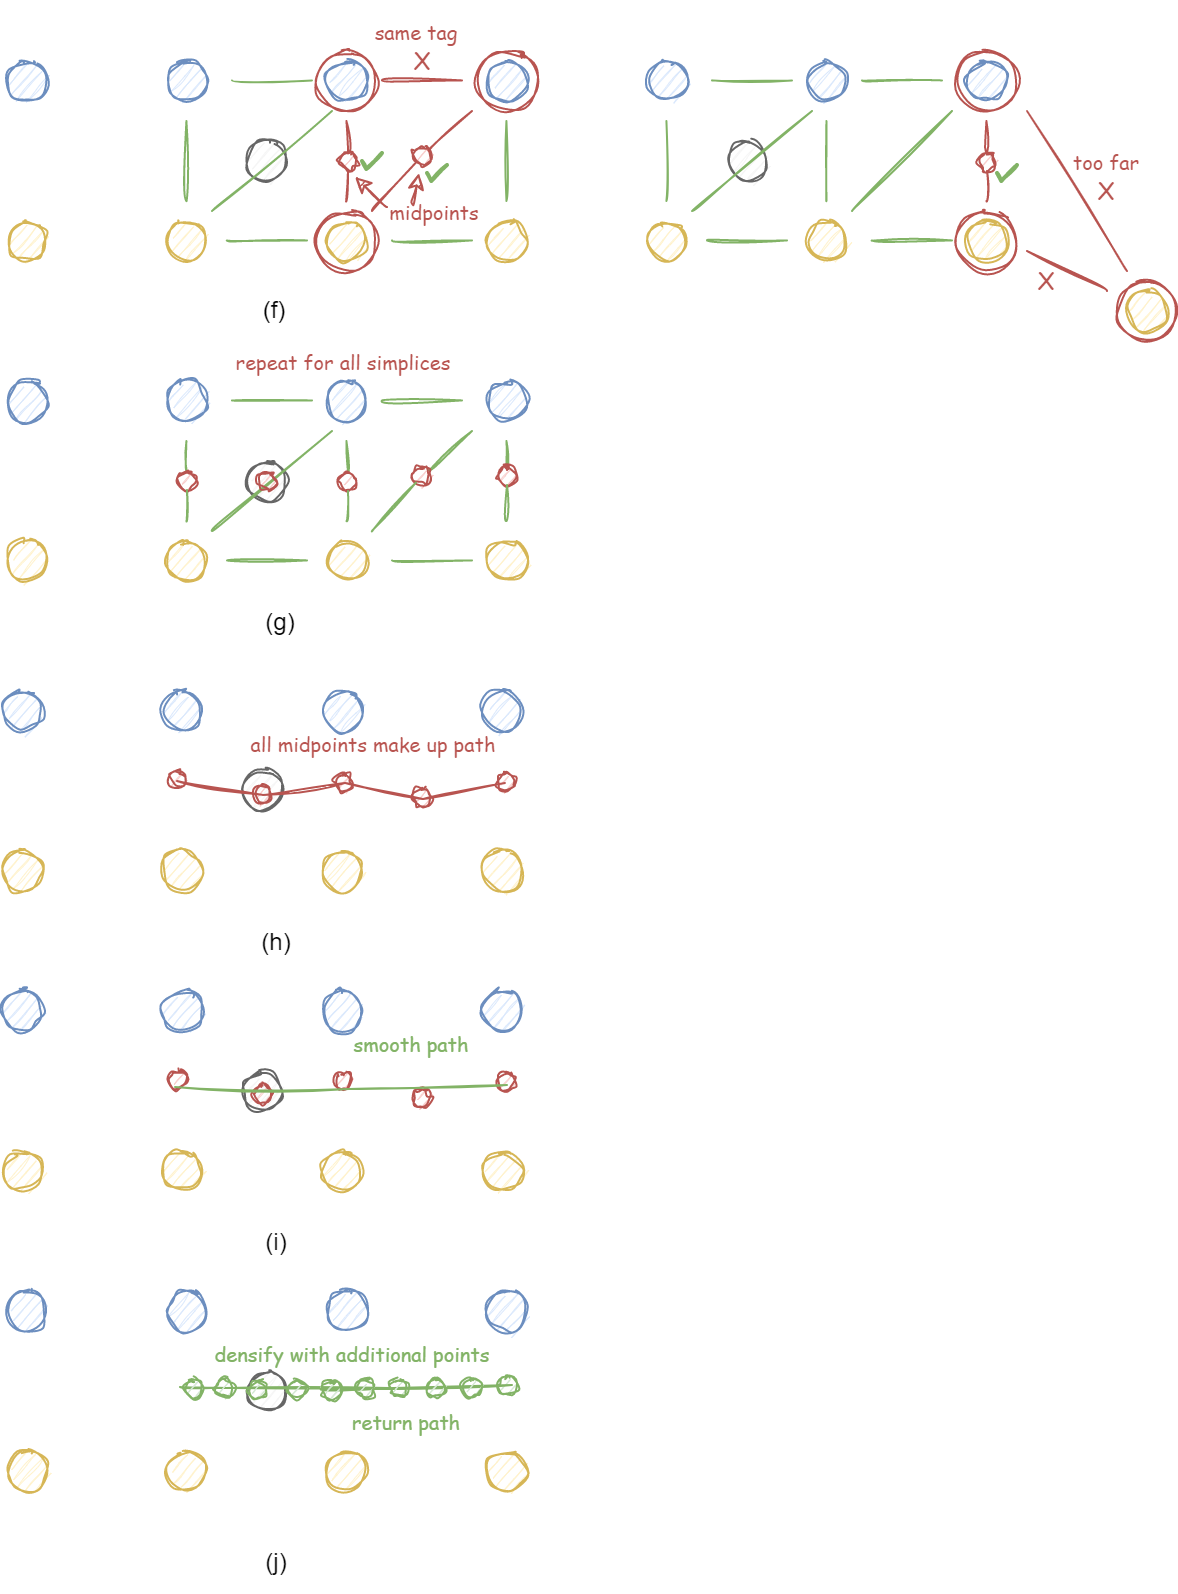 same tag
X
midpoints
too far
X
X
(f)
repeat for all simplices
(g)
all midpoints make up path
(h)
smooth path
(i)
densify with additional points
return path
(j)